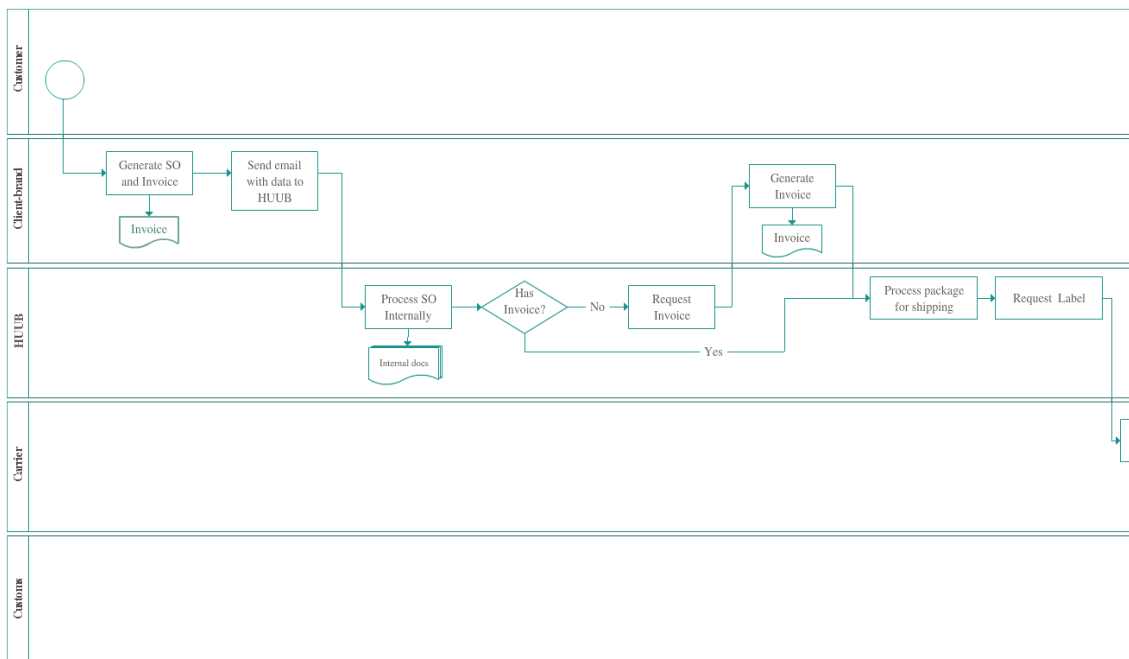 Customer
Client-brand
Generate SO
and Invoice
Invoice
Send email
with data to
HUUB
Generate
Invoice
Invoice
HUUB
Process SO
Internally
Internal docs
Has
Invoice?
No
Yes
Request
Invoice
Process package
for shipping
Request Label
Carrier
Customs